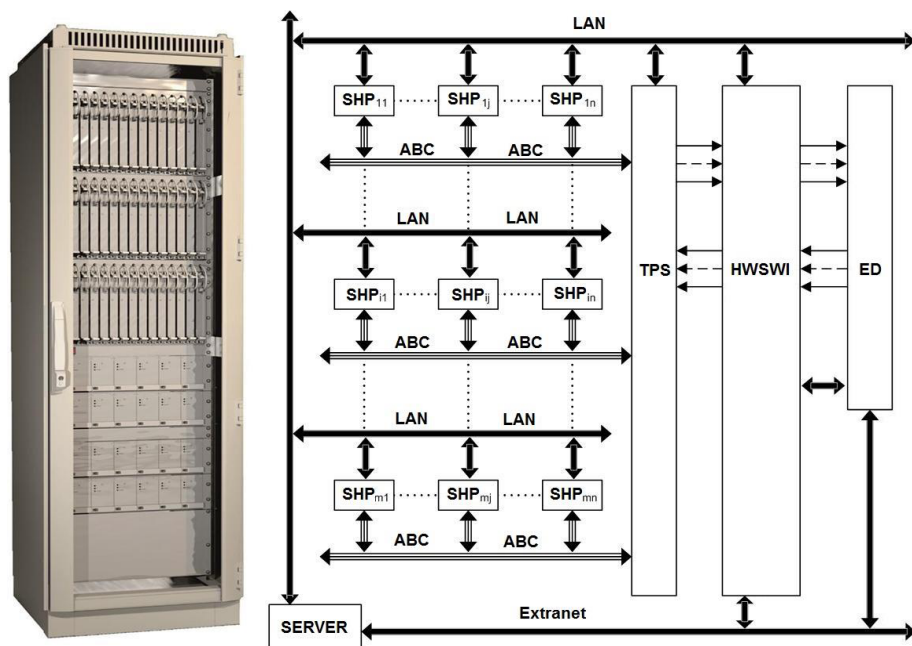 LAN
SHP11 SHP1j SHP1n
ABC ABC
LAN LAN
TPS HWSWI ED
SHPi1 SHPij SHPin
ABC ABC
LAN LAN
SHPm1 SHPmj SHPmn
ABC ABC
Extranet
SERVER